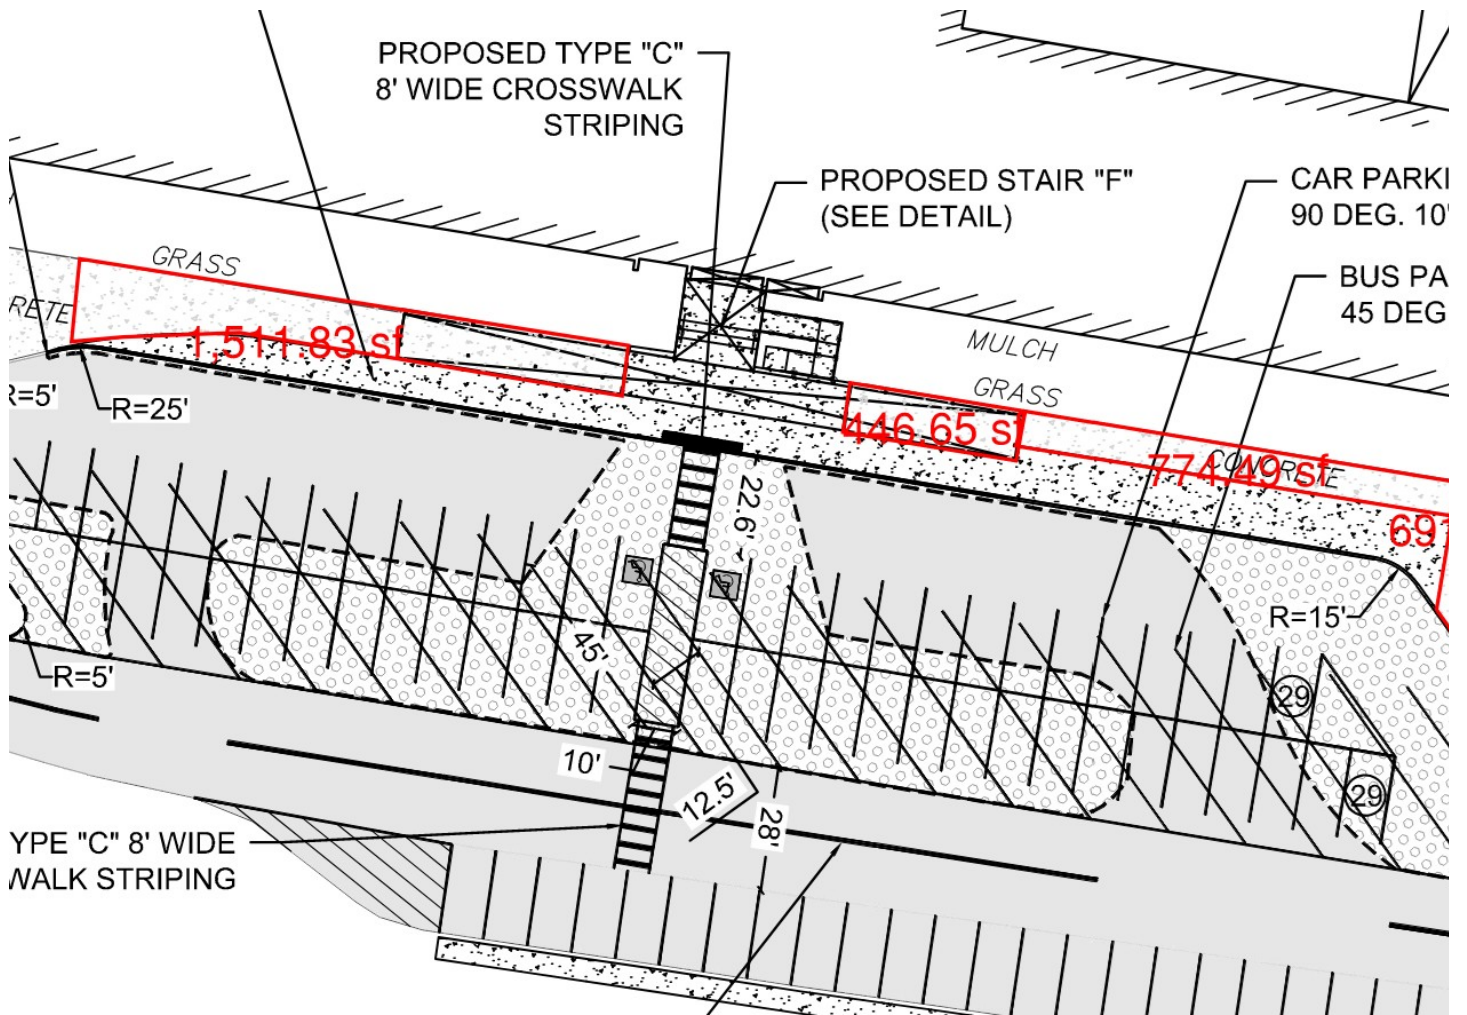 PROPOSED TYPE "C"
8' WIDE CROSSWALK
STRIPING
PROPOSED STAIR "F"
(SEE DETAIL)
CAR PARKI
90 DEG. 10'
BUS PA
45 DEG
GRASS
RETE
1,511.83 sf
MULCH
GRASS
446.65 sf
CONCRETE
774.49 sf
691
R=5'
R=25'
22.6'
R=15'
45'
R=5'
29
29
10'
12.5'
28'
YPE "C" 8' WIDE
WALK STRIPING